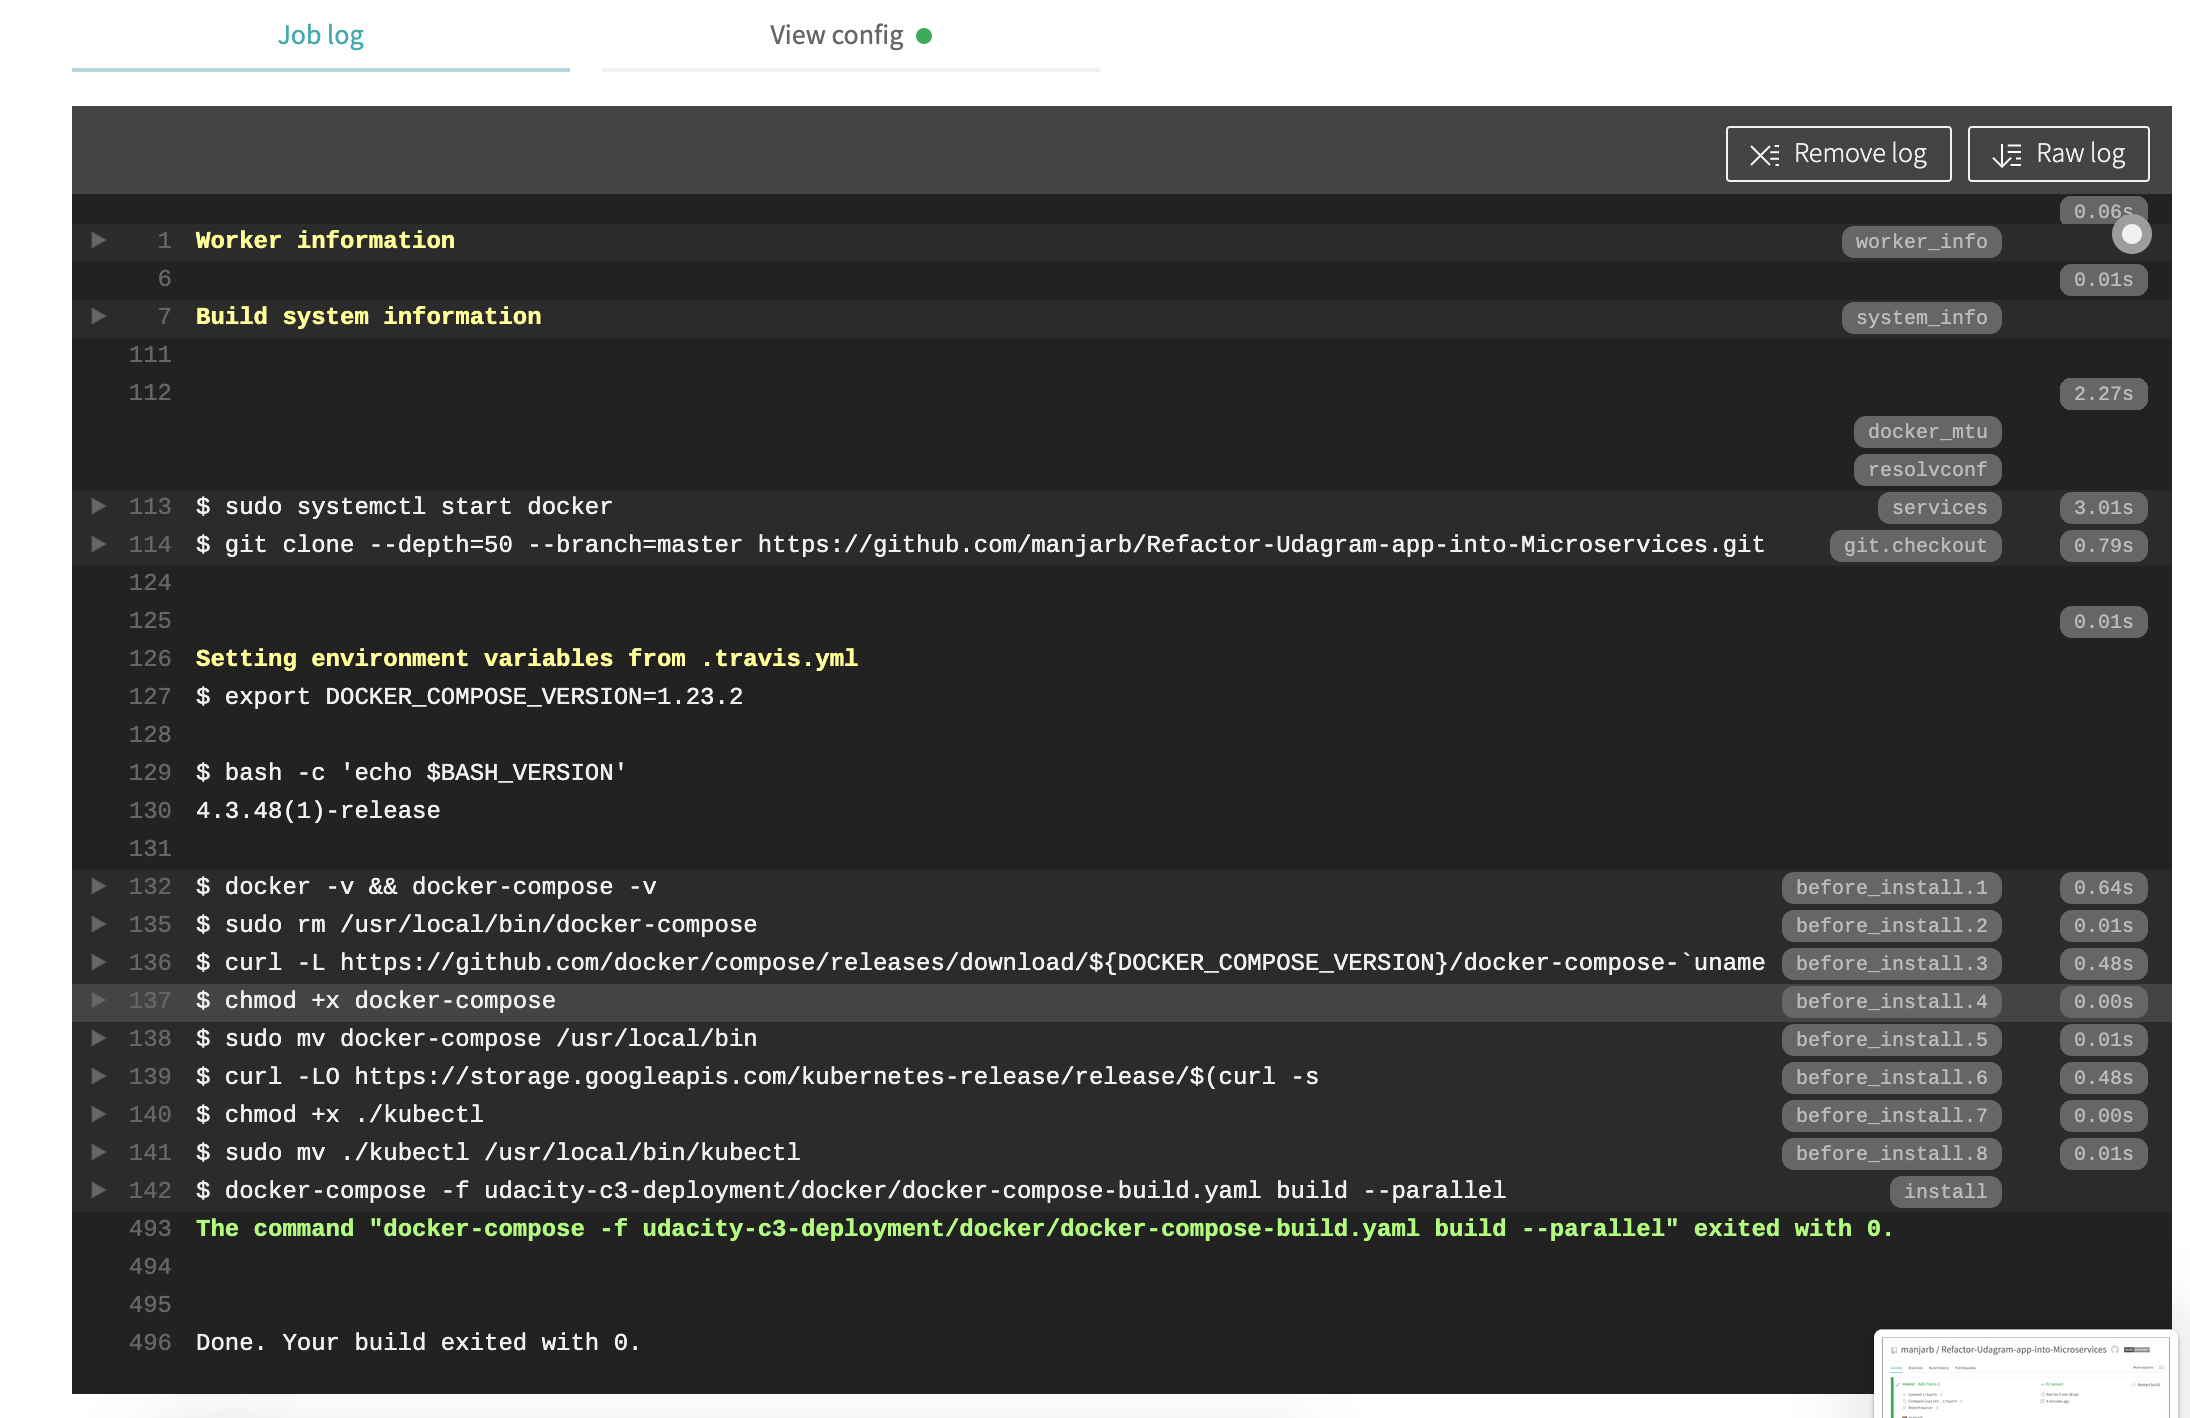 Job log
View config
Remove log
Raw log
0.06s
1 Worker information worker_info
6 0.01s
7 Build system information system_info
111
112 2.27s
docker_mtu
resolvconf
113 $ sudo systemctl start docker services 3.01s
114 $ git clone --depth=50 --branch=master https://github.com/manjarb/Refactor-Udagram-app-into-Microservices.git git.checkout 0.79s
124
125 0.01s
126 Setting environment variables from .travis.yml
127 $ export DOCKER_COMPOSE_VERSION=1.23.2
128
129 $ bash -c 'echo $BASH_VERSION'
130 4.3.48(1)-release
131
132 $ docker -v && docker-compose -v before_install.1 0.64s
135 $ sudo rm /usr/local/bin/docker-compose before_install.2 0.01s
136 $ curl -L https://github.com/docker/compose/releases/download/${DOCKER_COMPOSE_VERSION}/docker-compose-`uname before_install.3 0.48s
137 $ chmod +x docker-compose before_install.4 0.00s
138 $ sudo mv docker-compose /usr/local/bin before_install.5 0.01s
139 $ curl -LO https://storage.googleapis.com/kubernetes-release/release/$(curl -s before_install.6 0.48s
140 $ chmod +x ./kubectl before_install.7 0.00s
141 $ sudo mv ./kubectl /usr/local/bin/kubectl before_install.8 0.01s
142 $ docker-compose -f udacity-c3-deployment/docker/docker-compose-build.yaml build --parallel install
493 The command "docker-compose -f udacity-c3-deployment/docker/docker-compose-build.yaml build --parallel" exited with 0.
494
495
496 Done. Your build exited with 0.
manjarb / Refactor-Udagram-app-into-Microservices